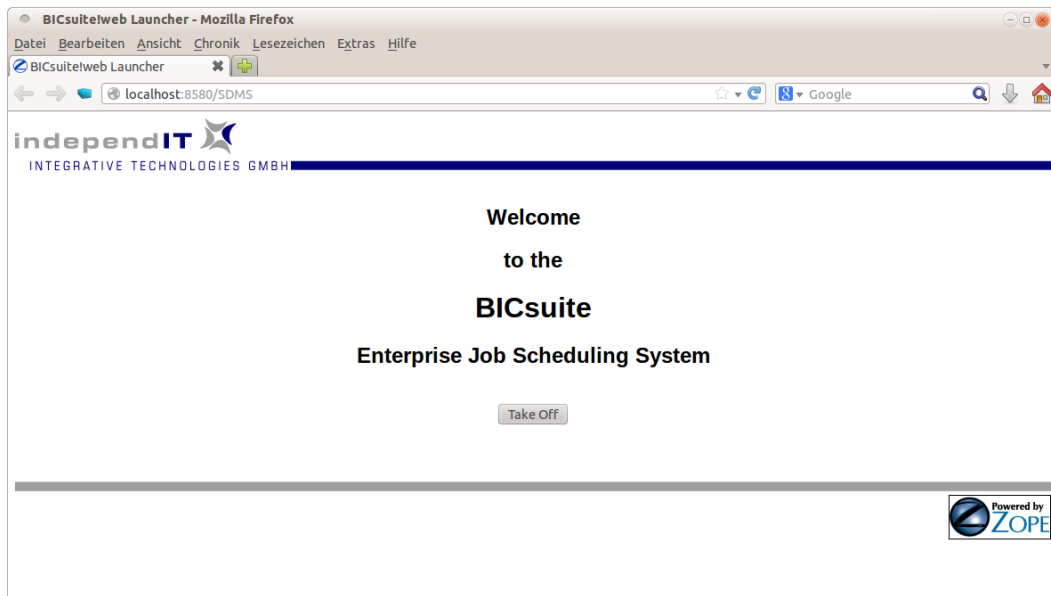 BICsuite!web Launcher - Mozilla Firefox
Datei Bearbeiten Ansicht Chronik Lesezeichen Extras Hilfe
BICsuite!web Launcher
localhost:8580/SDMS
8 Google
independIT
INTEGRATIVE TECHNOLOGIES GMBH
Welcome
to the
BICsuite
Enterprise Job Scheduling System
Take Off
Powered by
ZOPE